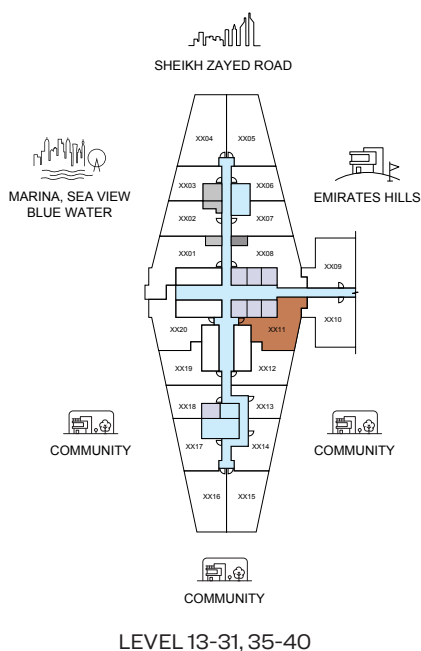 SHEIKH ZAYED ROAD
XX04 XX05
MARINA, SEA VIEW
BLUE WATER
XX03 XX06
EMIRATES HILLS
XX02 XX07
XX01 XX08
XX09
XX10
XX20 XX11
XX19 XX12
XX18 XX13
COMMUNITY
COMMUNITY
XX17 XX14
XX16 XX15
COMMUNITY
LEVEL 13-31, 35-40